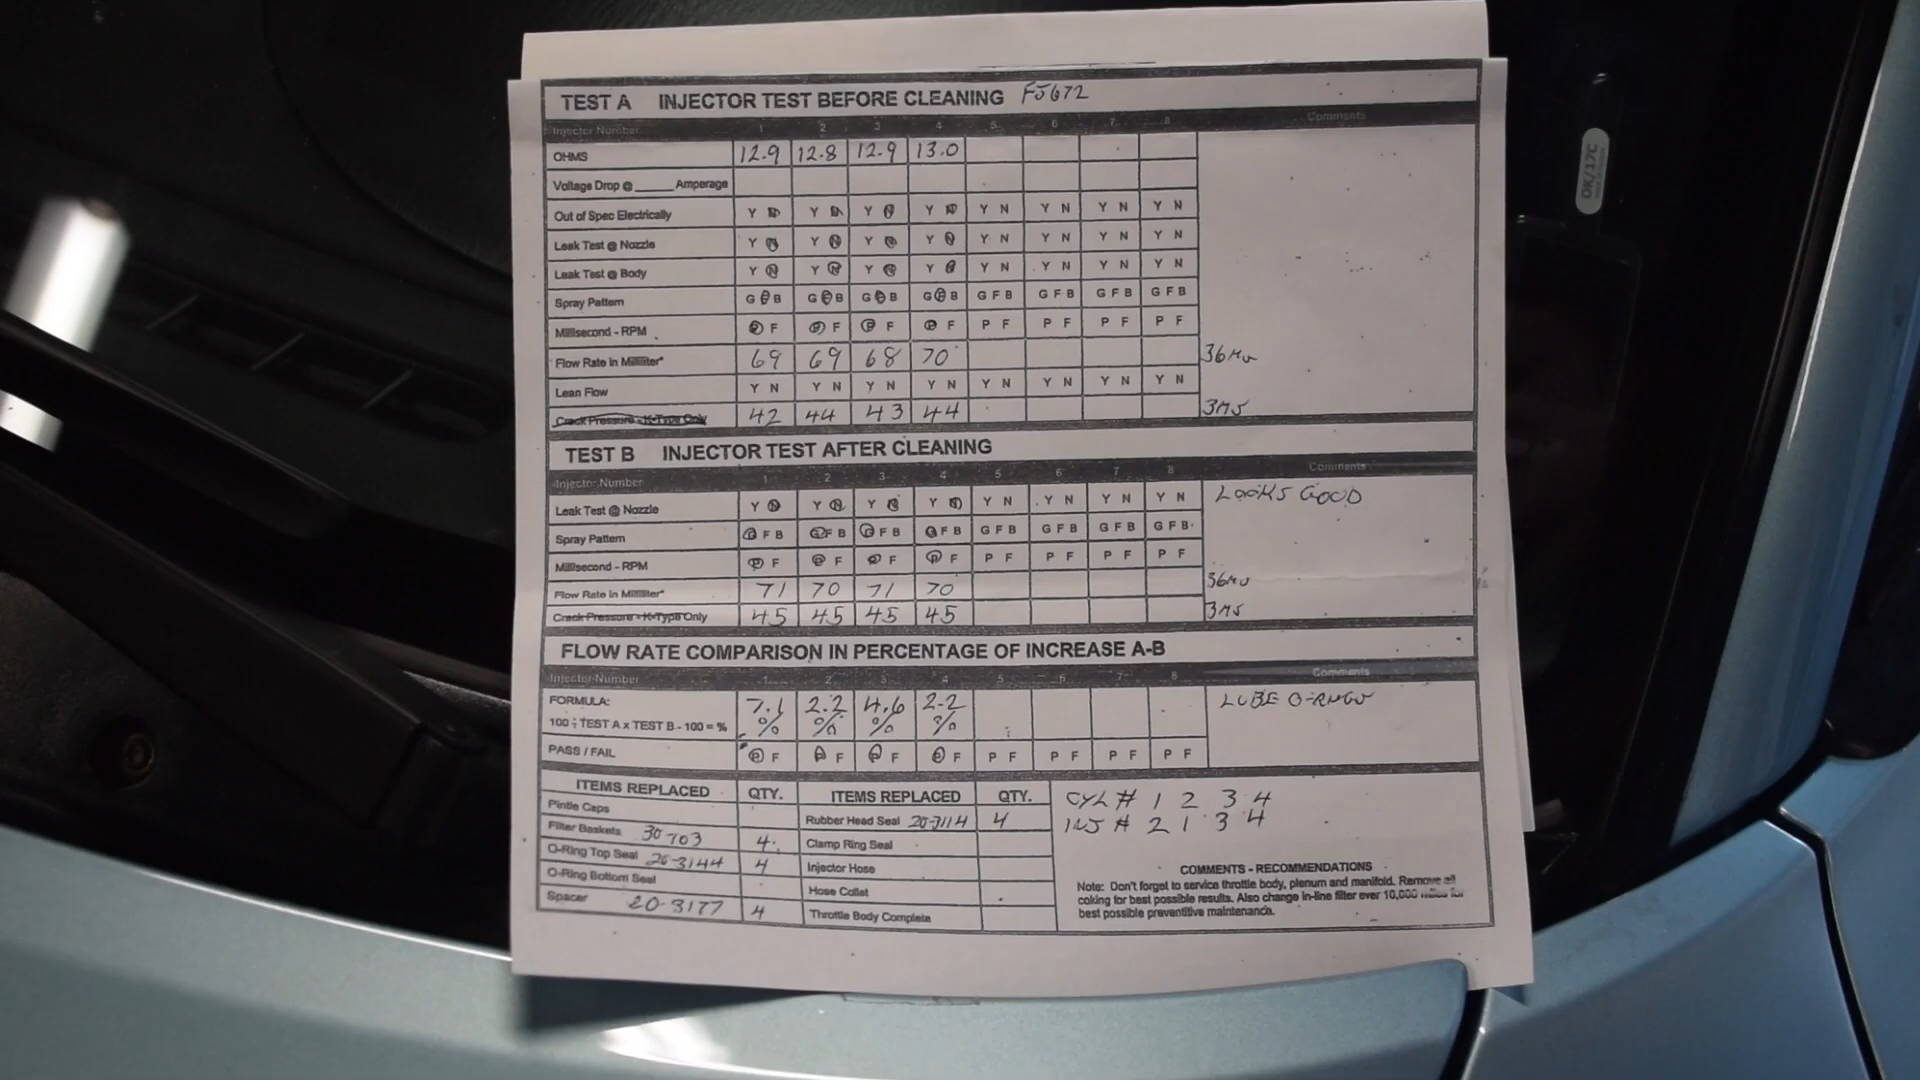 TEST A INJECTOR TEST BEFORE CLEANING FJ672
Injector Number 1 2 3 4 5 6 7 8 Comments
OHMS 12.9 12.8 12.9 13.0
Voltage Drop @ ______ Amperage
Out of Spec Electrically Y N Y N Y N Y N Y N Y N Y N Y N
Leak Test @ Nozzle Y N Y N Y N Y N Y N Y N Y N Y N
Leak Test @ Body Y N Y N Y N Y N Y N Y N Y N Y N
Spray Pattern G F B G F B G F B G F B G F B G F B G F B G F B
Millisecond - RPM P F P F P F P F P F P F P F P F
Flow Rate in Milliliter* 69 69 68 70
Lean Flow Y N Y N Y N Y N Y N Y N Y N Y N
Crack Pressure - K-Type Only 42 44 43 44 3MS
TEST B INJECTOR TEST AFTER CLEANING
Injector Number 1 2 3 4 5 6 7 8 Comments
Leak Test @ Nozzle Y N Y N Y N Y N Y N Y N Y N Y N LOOKS GOOD
Spray Pattern G F B G F B G F B G F B G F B G F B G F B G F B
Millisecond - RPM P F P F P F P F P F P F P F P F
Flow Rate in Milliliter* 71 70 71 70
Crack Pressure - K-Type Only 45 45 45 45 3MS
FLOW RATE COMPARISON IN PERCENTAGE OF INCREASE A-B
Injector Number 1 2 3 4 5 6 7 8 Comments
FORMULA: 7.1 2.2 4.6 2.2 LUBE O-RINGS
100 ÷ TEST A x TEST B - 100 = % % % % %
PASS / FAIL P F P F P F P F P F P F P F P F
ITEMS REPLACED QTY. ITEMS REPLACED QTY.
Pintle Caps
Rubber Head Seal 20-3114 4
Filter Baskets 30703 4
Clamp Ring Seal
O-Ring Top Seal 20-3144 4
Injector Hose
O-Ring Bottom Seal
Hose Collet
Spacer 20-3177 4
Throttle Body Complete
CYL # 1 2 3 4
INJ # 2 1 3 4
COMMENTS - RECOMMENDATIONS
Note: Don't forget to service throttle body, plenum and manifold. Remove all
coking for best possible results. Also change in-line filter over 10,000 miles for
best possible preventitive maintenance.
OK/17C